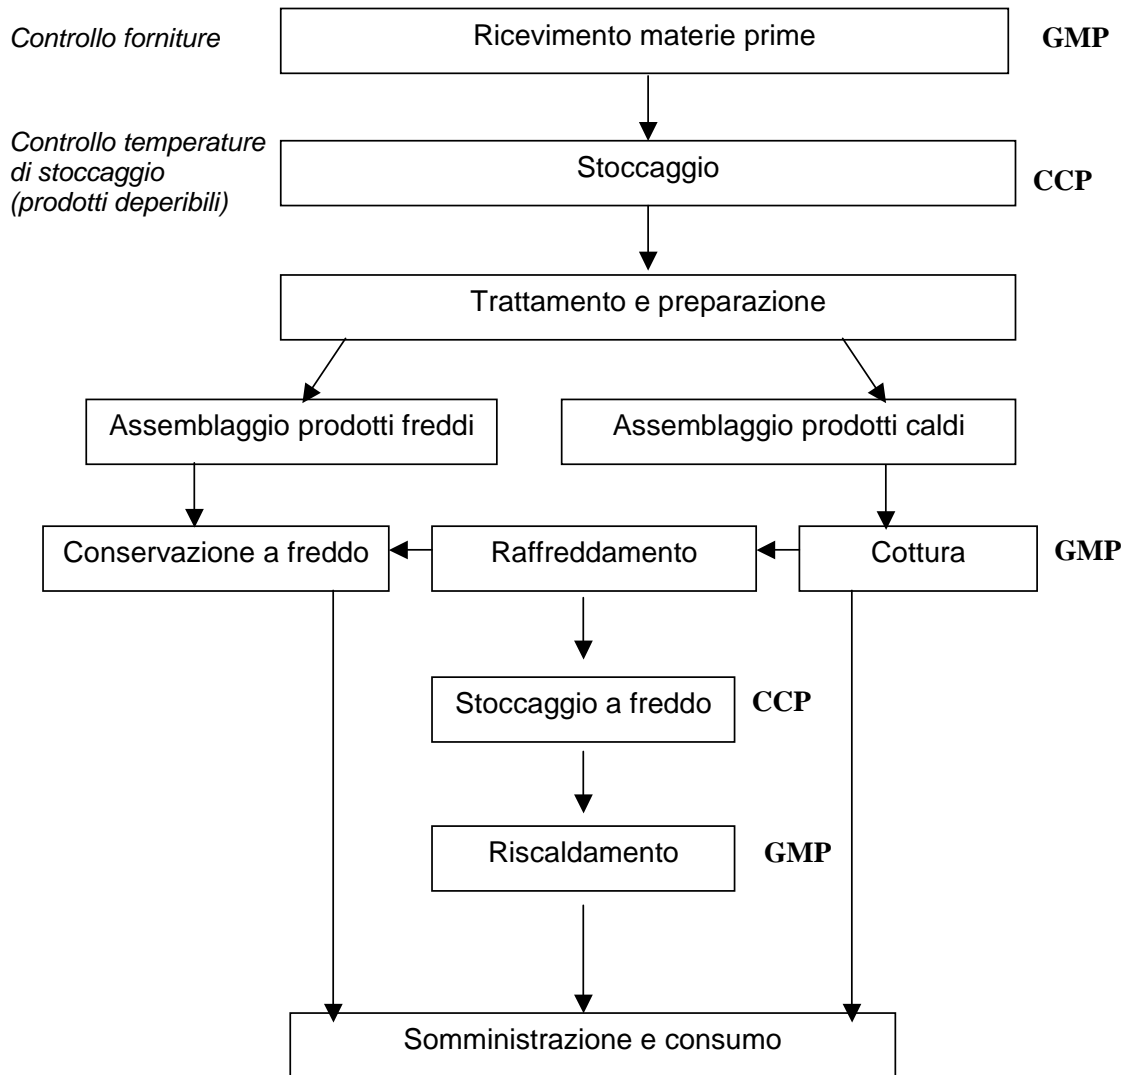 Controllo forniture
Ricevimento materie prime
GMP
Controllo temperature
di stoccaggio
(prodotti deperibili)
Stoccaggio
CCP
Trattamento e preparazione
Assemblaggio prodotti freddi
Assemblaggio prodotti caldi
Conservazione a freddo
Raffreddamento
Cottura
GMP
Stoccaggio a freddo
CCP
Riscaldamento
GMP
Somministrazione e consumo